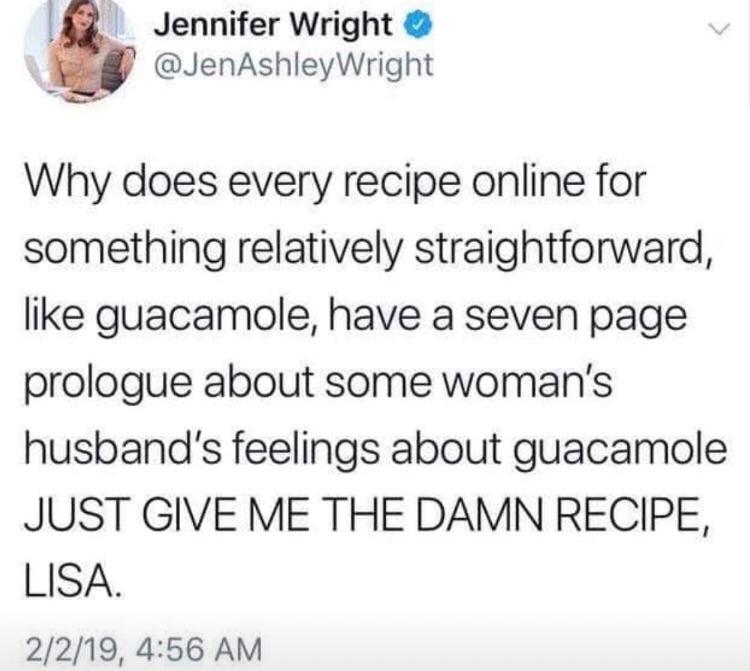 Jennifer Wright
@JenAshleyWright
Why does every recipe online for
something relatively straightforward,
like guacamole, have a seven page
prologue about some woman's
husband's feelings about guacamole
JUST GIVE ME THE DAMN RECIPE,
LISA.
2/2/19, 4:56 AM